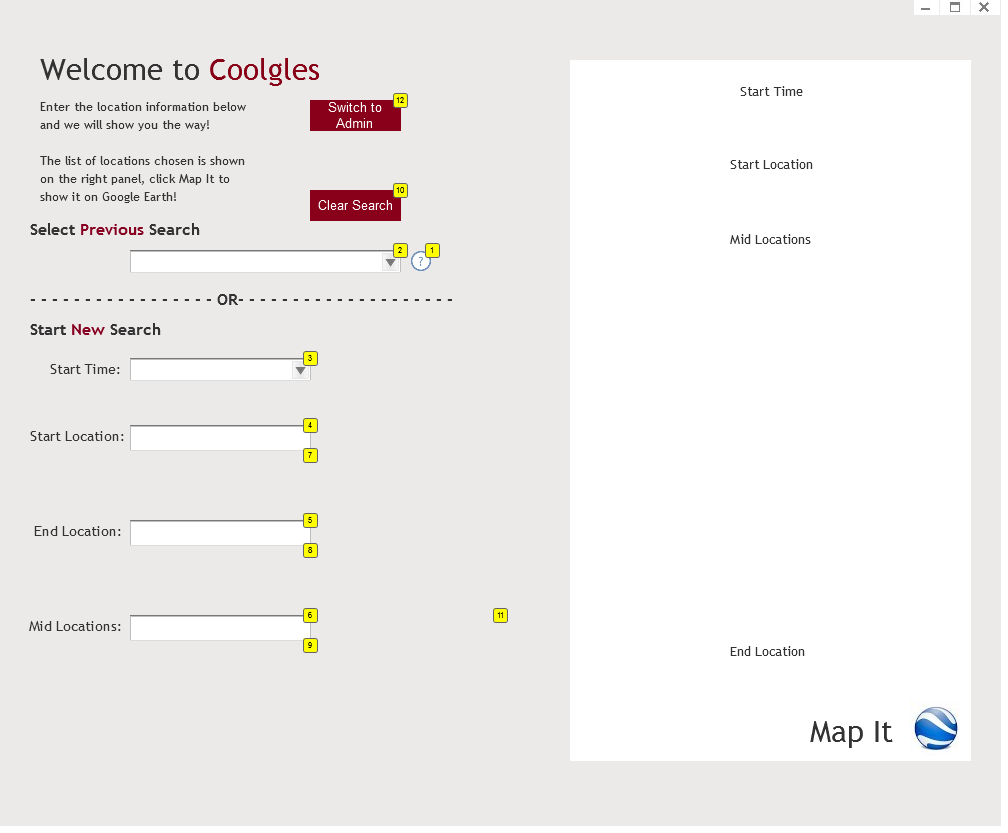 Welcome to Coolgles
Enter the location information below
and we will show you the way!
12
Switch to
Admin
The list of locations chosen is shown
on the right panel, click Map It to
show it on Google Earth!
10
Clear Search
Select Previous Search
2
1
?
- - - - - - - - - - - - - - - - - OR- - - - - - - - - - - - - - - - - - - -
Start New Search
3
Start Time:
4
Start Location:
7
5
End Location:
8
6
Mid Locations:
9
11
Start Time
Start Location
Mid Locations
End Location
Map It